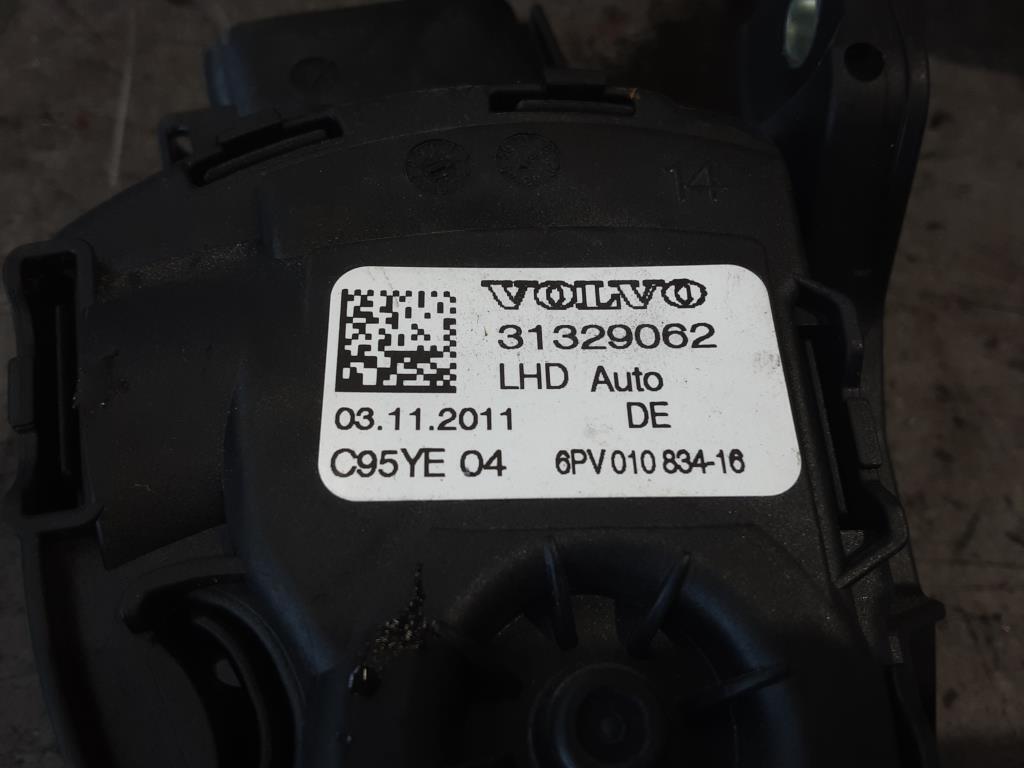 14
VOLVO
31329062
LHD Auto
03.11.2011 DE
C95YE 04 6PV 010 834-16